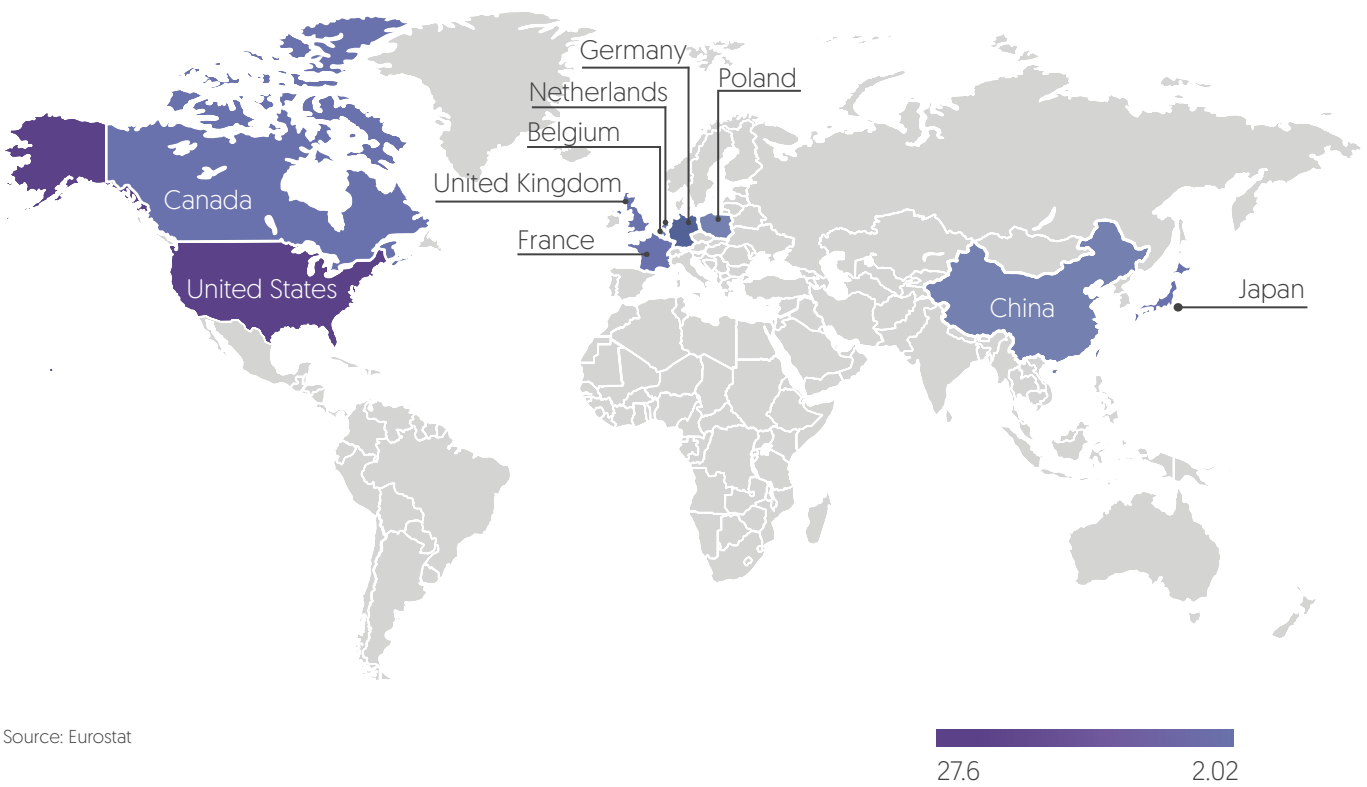 Germany
Poland
Netherlands
Belgium
United Kingdom
Canada
France
United States
Japan
China
Source: Eurostat
27.6
2.02